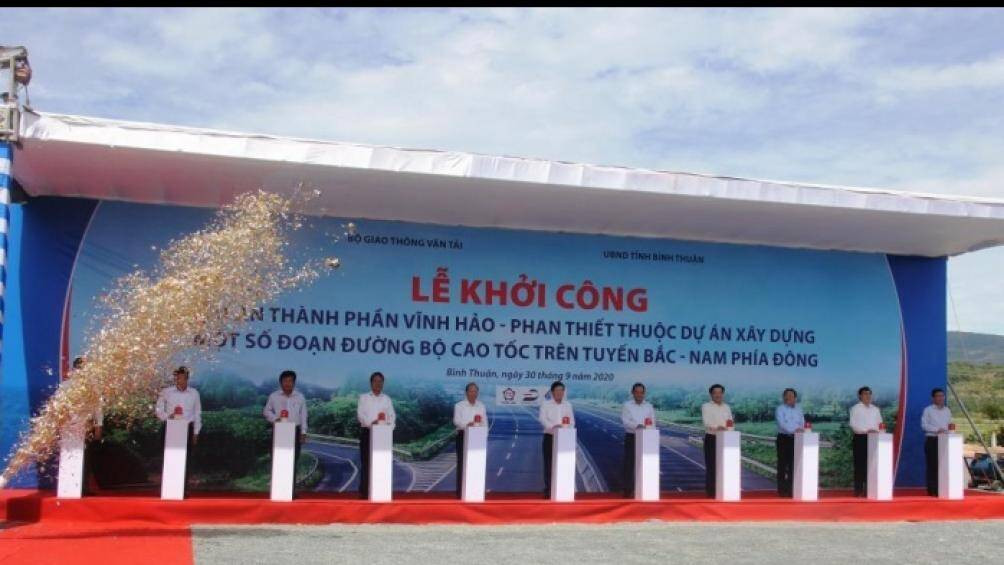 BỘ GIAO THÔNG VẬN TẢI
UBND TỈNH BÌNH THUẬN
LỄ KHỞI CÔNG
ÁN THÀNH PHẦN VĨNH HẢO - PHAN THIẾT THUỘC DỰ ÁN XÂY DỰNG
MỘT SỐ ĐOẠN ĐƯỜNG BỘ CAO TỐC TRÊN TUYẾN BẮC - NAM PHÍA ĐÔNG
Bình Thuận, ngày 30 tháng 9 năm 2020